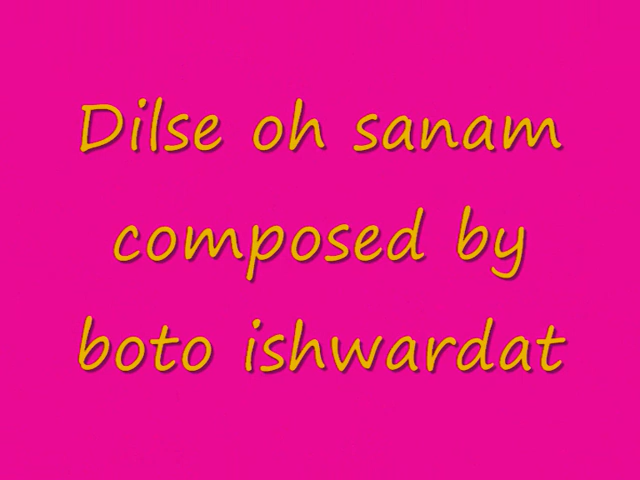 Dilse oh sanam
composed by
boto ishwardat